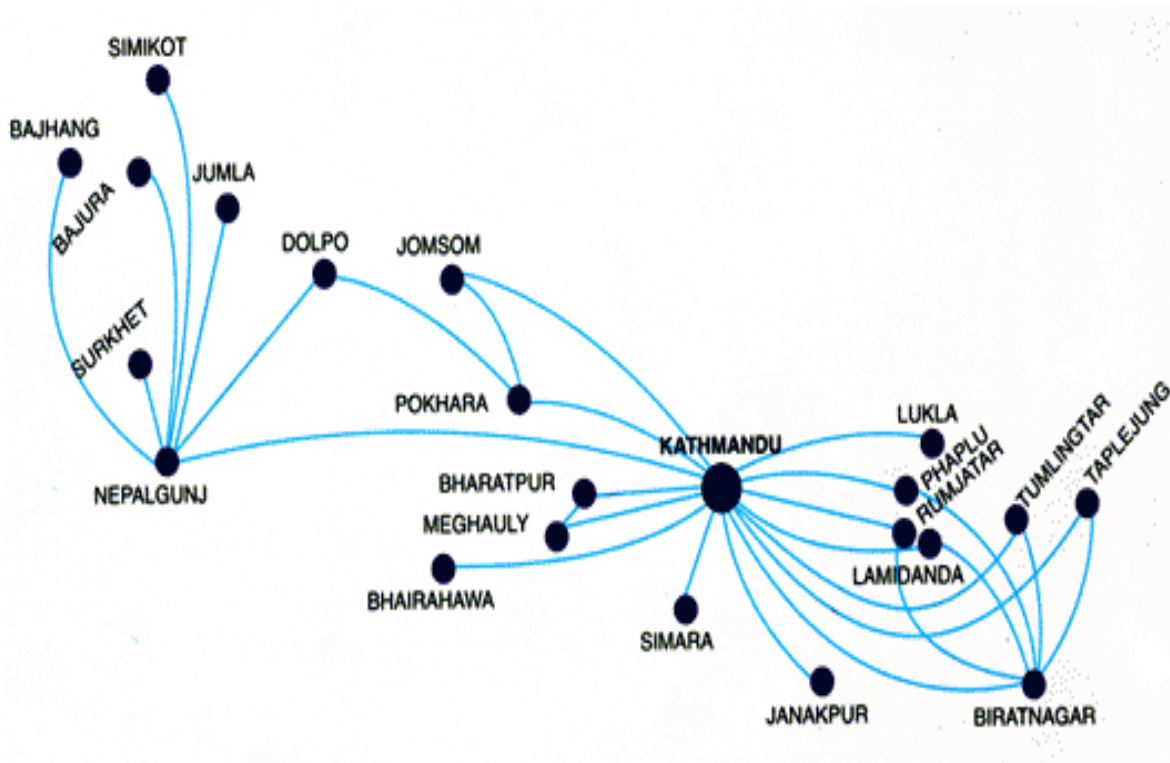 SIMIKOT
BAJHANG
BAJURA
JUMLA
DOLPO
JOMSOM
SURKHET
POKHARA
NEPALGUNJ
KATHMANDU
LUKLA
PHAPLU
RUMJATAR
TUMLINGTAR
TAPLEJUNG
BHARATPUR
MEGHAULY
BHAIRAHAWA
LAMIDANDA
SIMARA
JANAKPUR
BIRATNAGAR